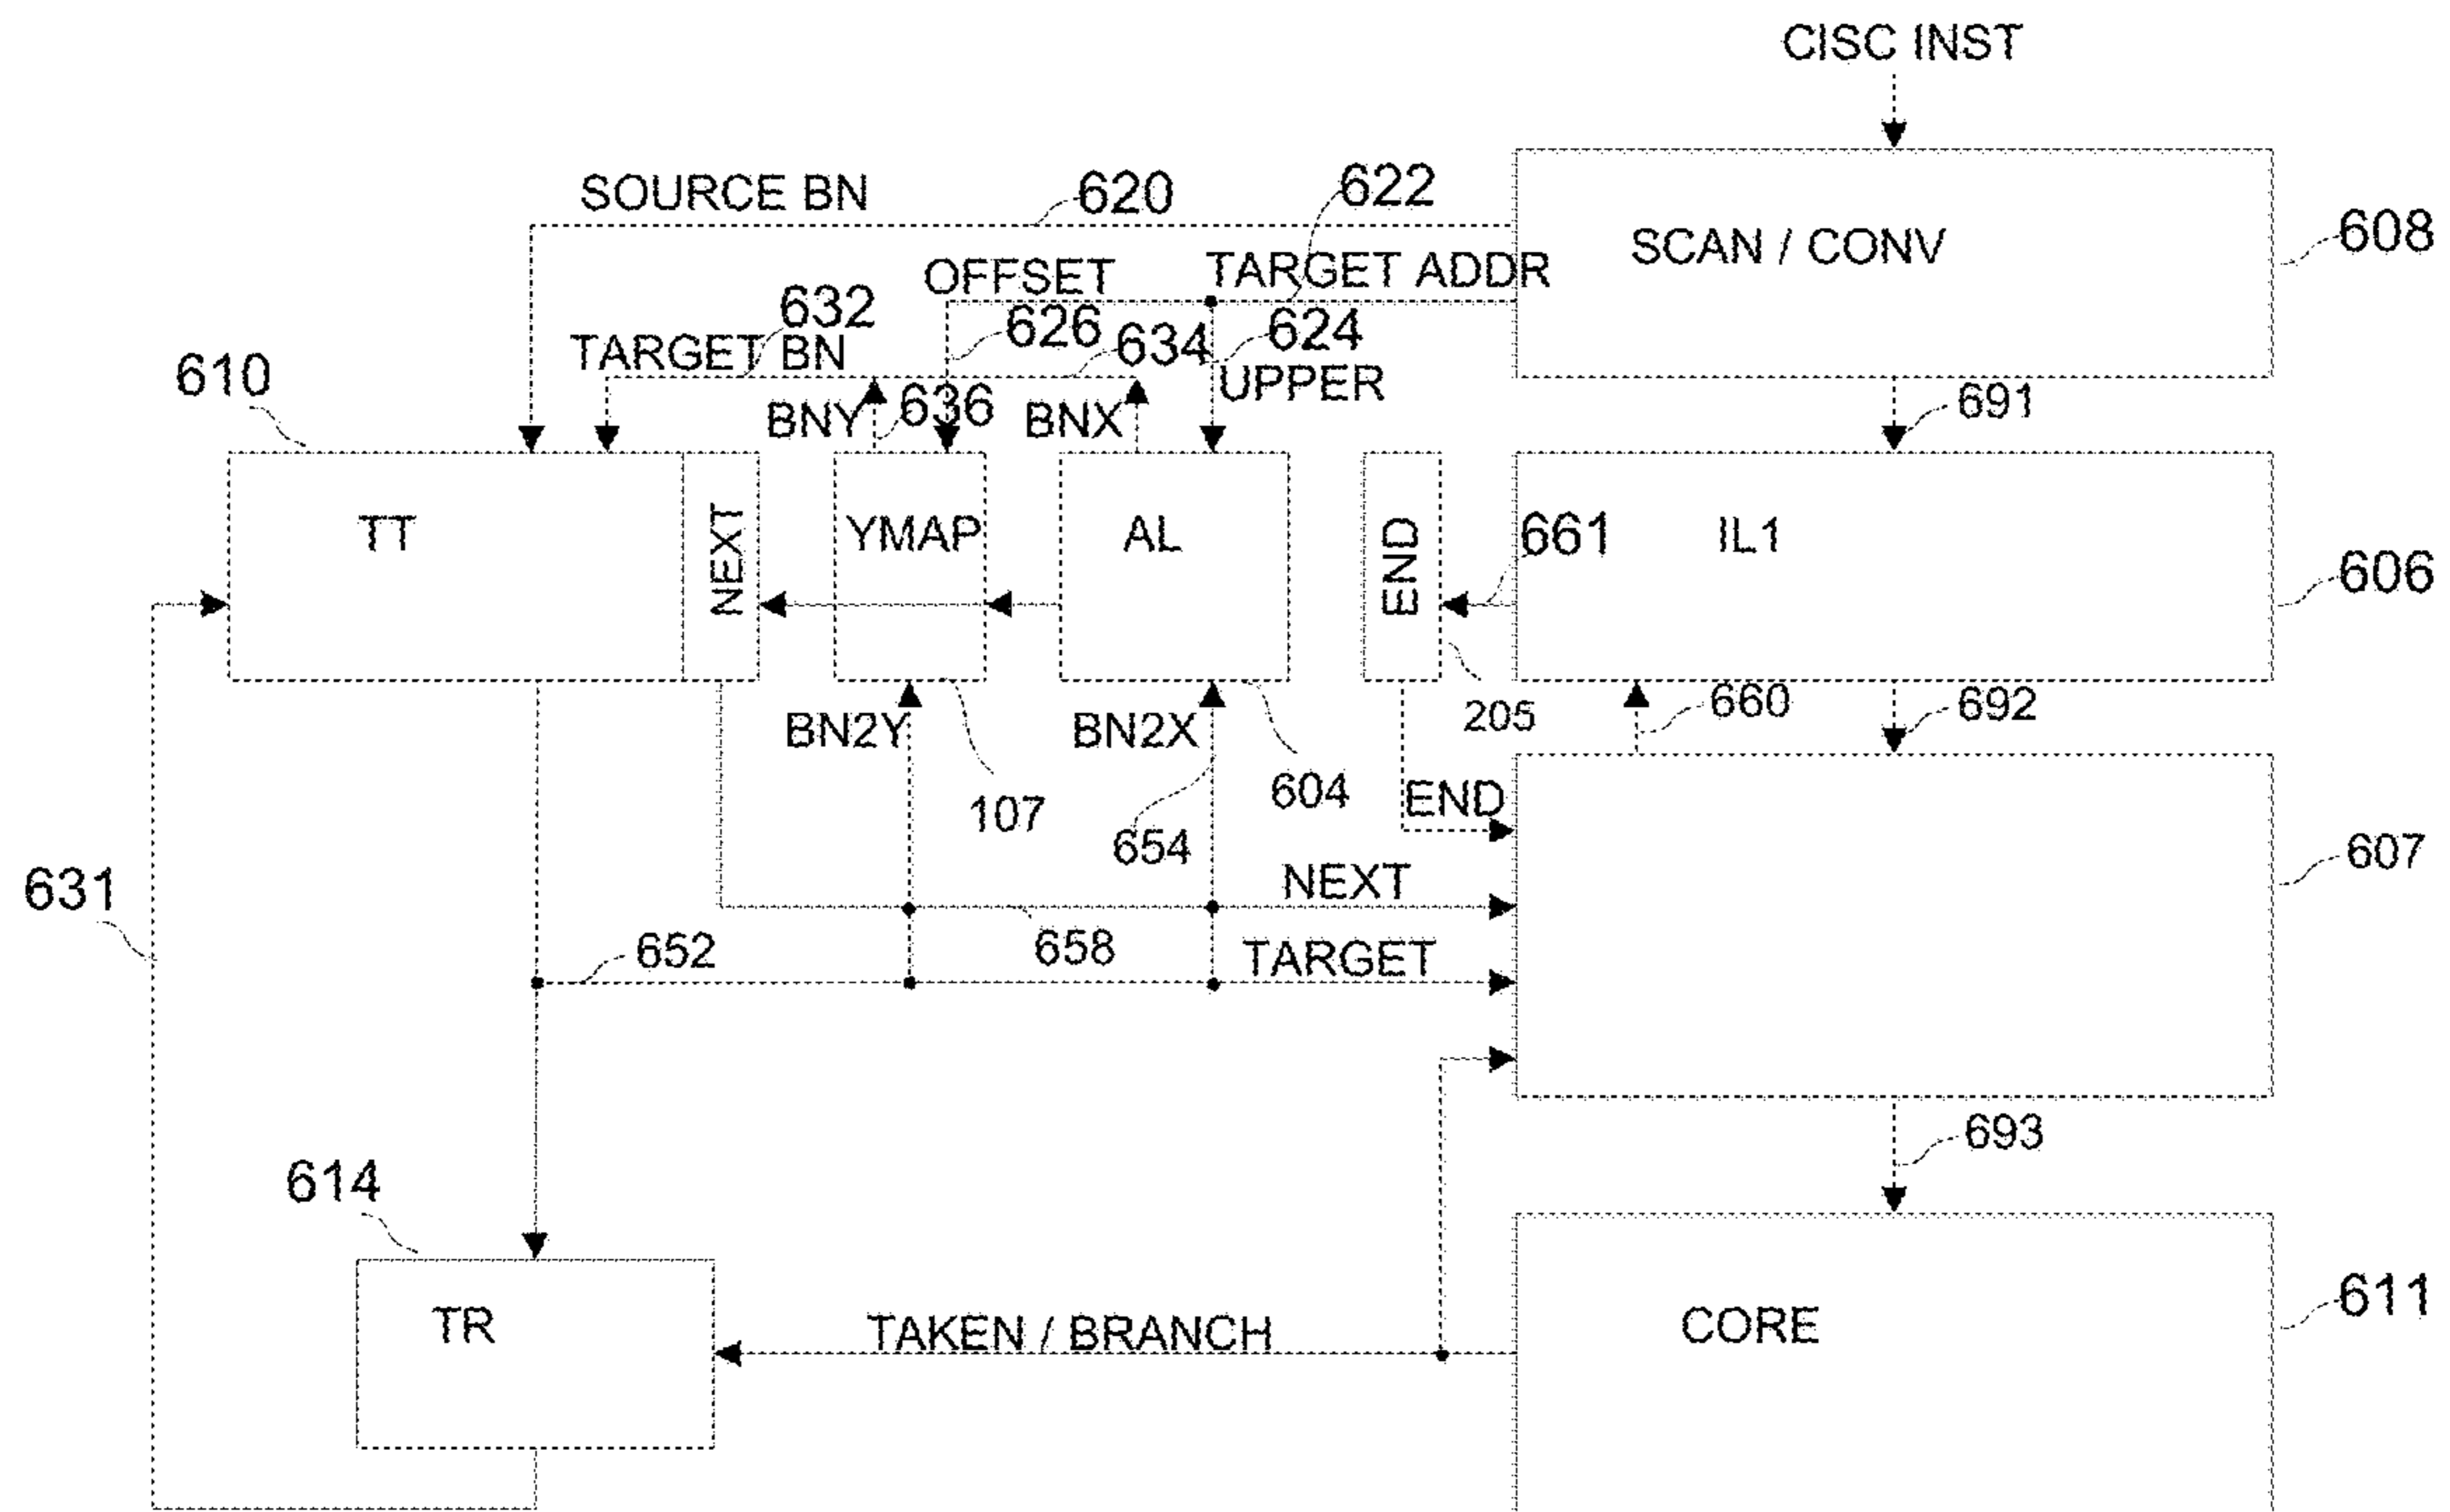 CISC INST
SOURCE BN
620
622
SCAN / CONV
608
OFFSET
TARGET ADDR
632
626
634
624
TARGET BN
UPPER
610
BNY
636
BNX
691
TT
NEXT
YMAP
AL
END
661
IL1
606
BN2Y
BN2X
205
660
692
107
604
END
654
607
631
NEXT
652
658
TARGET
693
614
TR
TAKEN / BRANCH
CORE
611